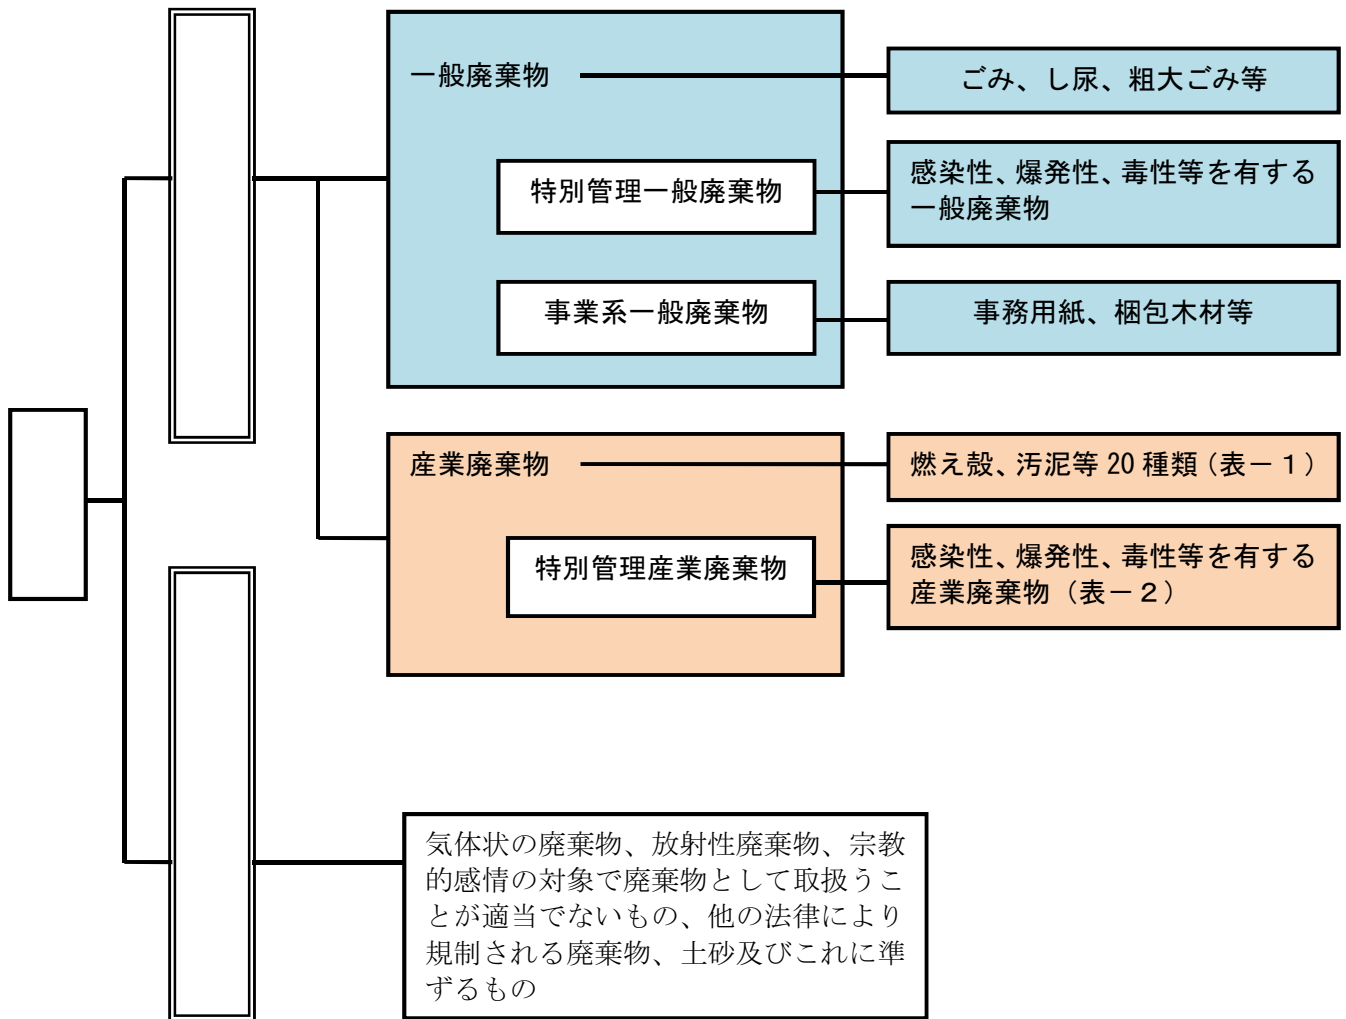 一般廃棄物
ごみ、し尿、粗大ごみ等
特別管理一般廃棄物
感染性、爆発性、毒性等を有する
一般廃棄物
事業系一般廃棄物
事務用紙、梱包木材等
産業廃棄物
燃え殻、汚泥等 20 種類（表－１）
特別管理産業廃棄物
感染性、爆発性、毒性等を有する
産業廃棄物（表－２）
気体状の廃棄物、放射性廃棄物、宗教
的感情の対象で廃棄物として取扱うこ
とが適当でないもの、他の法律により
規制される廃棄物、土砂及びこれに準
ずるもの